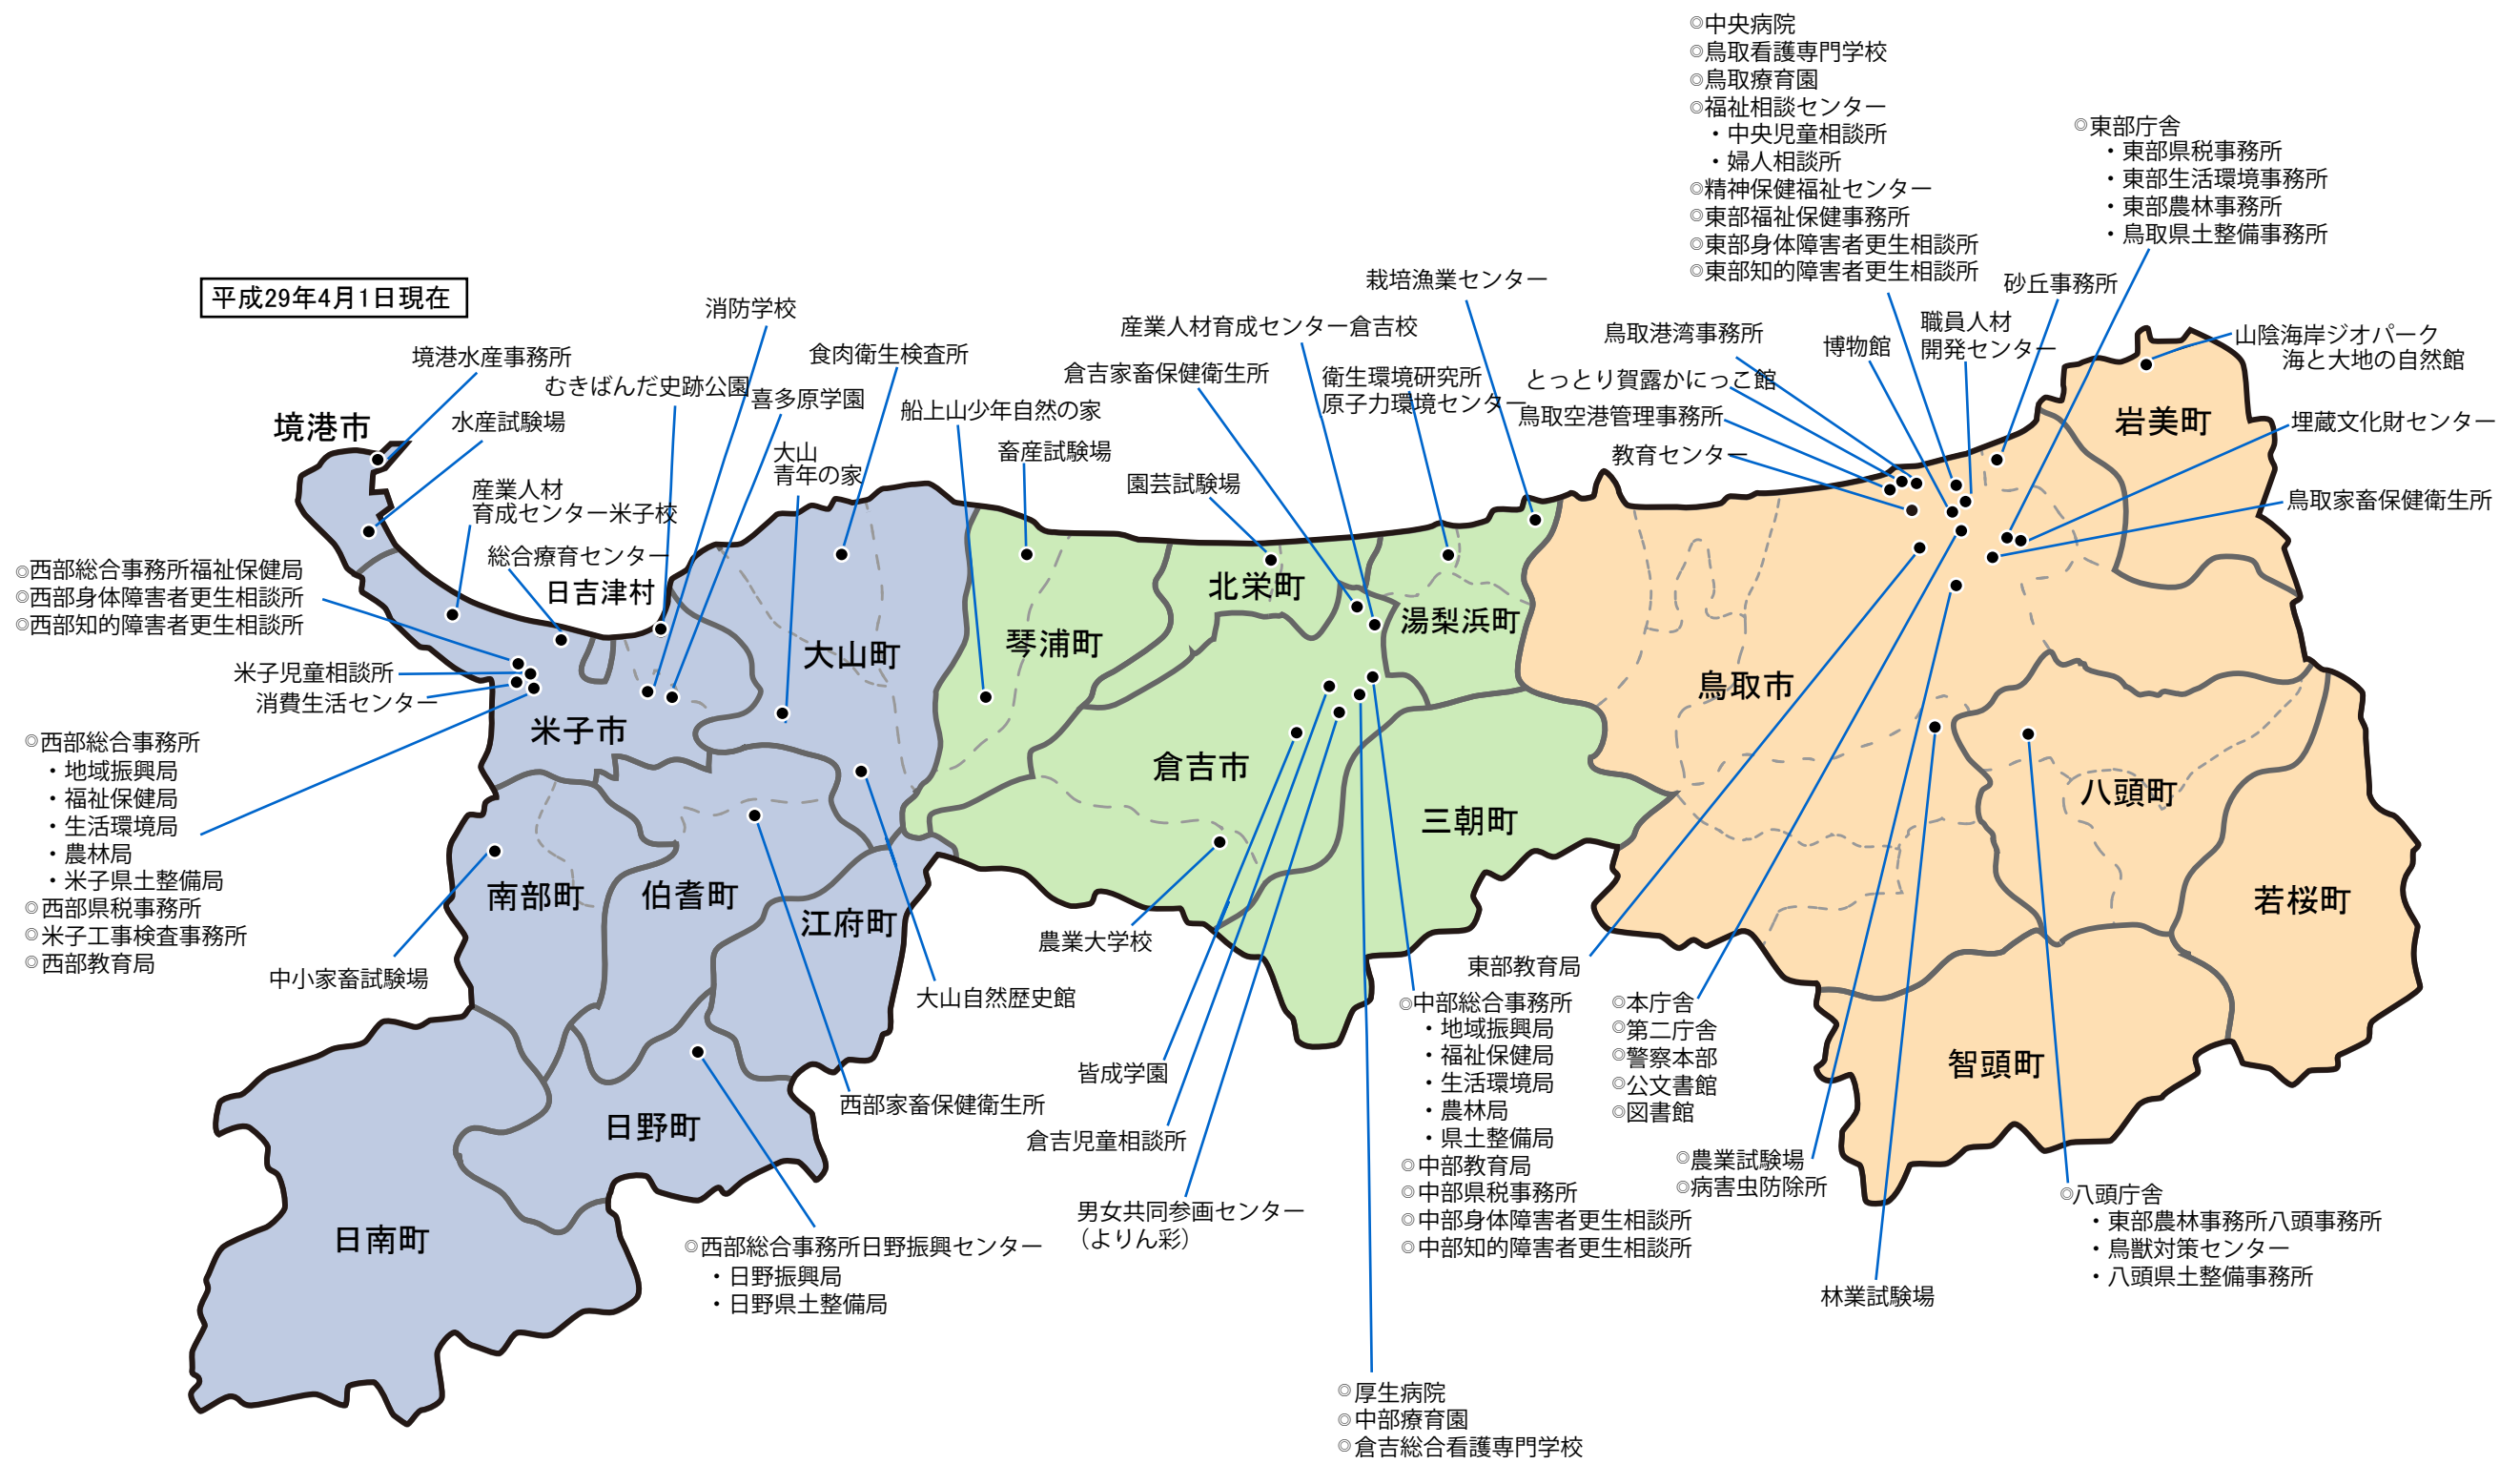 ◎中央病院
◎鳥取看護専門学校
◎鳥取療育園
◎福祉相談センター
・中央児童相談所
・婦人相談所
◎精神保健福祉センター
◎東部福祉保健事務所
◎東部身体障害者更生相談所
◎東部知的障害者更生相談所
◎東部庁舎
・東部県税事務所
・東部生活環境事務所
・東部農林事務所
・鳥取県土整備事務所
平成29年4月1日現在
消防学校
境港水産事務所
むきばんだ史跡公園
食肉衛生検査所
喜多原学園
境港市
水産試験場
大山
青年の家
船上山少年自然の家
畜産試験場
産業人材育成センター倉吉校
倉吉家畜保健衛生所
栽培漁業センター
衛生環境研究所
原子力環境センター
園芸試験場
鳥取港湾事務所
とっとり賀露かにっこ館
鳥取空港管理事務所
教育センター
博物館
職員人材
開発センター
砂丘事務所
山陰海岸ジオパーク
海と大地の自然館
岩美町
埋蔵文化財センター
鳥取家畜保健衛生所
産業人材
育成センター米子校
総合療育センター
日吉津村
◎西部総合事務所福祉保健局
◎西部身体障害者更生相談所
◎西部知的障害者更生相談所
米子児童相談所
消費生活センター
米子市
大山町
琴浦町
北栄町
湯梨浜町
鳥取市
倉吉市
三朝町
八頭町
若桜町
智頭町
◎西部総合事務所
・地域振興局
・福祉保健局
・生活環境局
・農林局
・米子県土整備局
◎西部県税事務所
◎米子工事検査事務所
◎西部教育局
中小家畜試験場
南部町
伯耆町
江府町
日野町
日南町
大山自然歴史館
西部家畜保健衛生所
◎西部総合事務所日野振興センター
・日野振興局
・日野県土整備局
農業大学校
皆成学園
倉吉児童相談所
男女共同参画センター
（よりん彩）
◎中部総合事務所
・地域振興局
・福祉保健局
・生活環境局
・農林局
・県土整備局
◎中部教育局
◎中部県税事務所
◎中部身体障害者更生相談所
◎中部知的障害者更生相談所
◎厚生病院
◎中部療育園
◎倉吉総合看護専門学校
東部教育局
◎本庁舎
◎第二庁舎
◎警察本部
◎公文書館
◎図書館
◎農業試験場
◎病害虫防除所
林業試験場
◎八頭庁舎
・東部農林事務所八頭事務所
・鳥獣対策センター
・八頭県土整備事務所